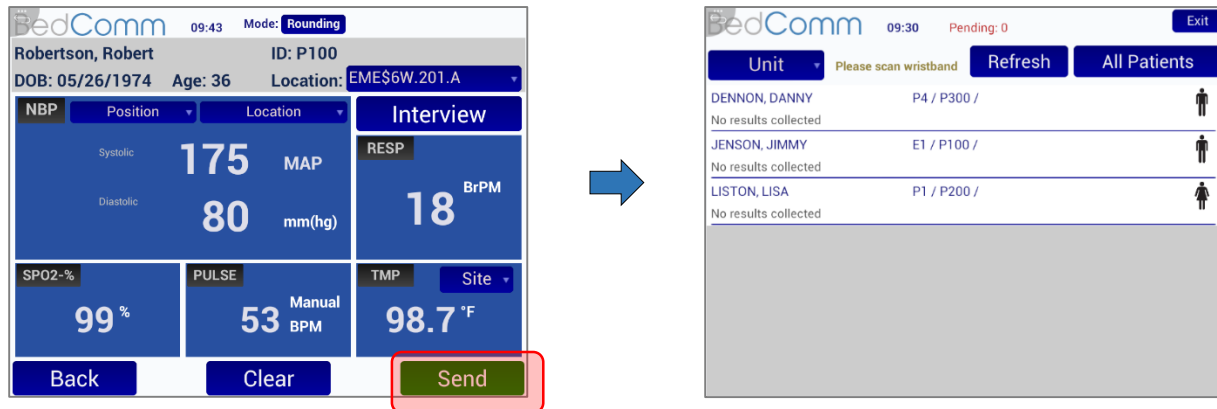 BedComm 09:43 Mode: Rounding
Robertson, Robert ID: P100
DOB: 05/26/1974 Age: 36 Location: EME$6W.201.A
NBP Position Location Interview
Systolic 175 MAP
Diastolic 80 mm(hg)
RESP
18 BrPM
SPO2-%
99 %
PULSE
53 Manual BPM
TMP Site
98.7 °F
Back Clear Send
BedComm 09:30 Pending: 0 Exit
Unit Please scan wristband Refresh All Patients
DENNON, DANNY P4 / P300 /
No results collected
JENSON, JIMMY E1 / P100 /
No results collected
LISTON, LISA P1 / P200 /
No results collected